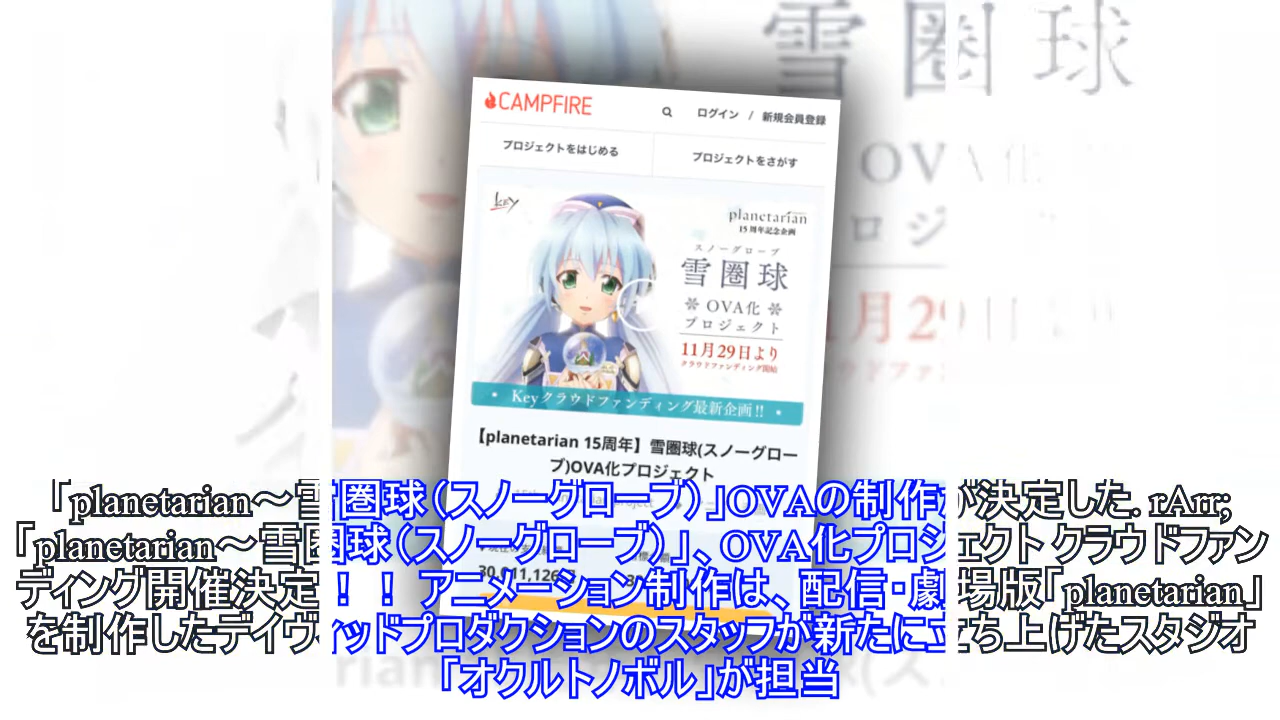 CAMPFIRE
ログイン / 新規会員登録
プロジェクトをはじめる
プロジェクトをさがす
key
planetarian
15周年記念企画
スノーグローブ
雪圏球
OVA化
プロジェクト
11月29日より
クラウドファンディング開始
Keyクラウドファンディング最新企画!!
【planetarian 15周年】雪圏球(スノーグロー
ブ)OVA化プロジェクト
「planetarian～雪圏球（スノーグローブ）」OVAの制作が決定した. rArr;
「planetarian～雪圏球（スノーグローブ）」、OVA化プロジェクト クラウドファン
ディング開催決定！！ アニメーション制作は、配信・劇場版「planetarian」
を制作したデイヴィッドプロダクションのスタッフが新たに立ち上げたスタジオ
「オクルトノボル」が担当